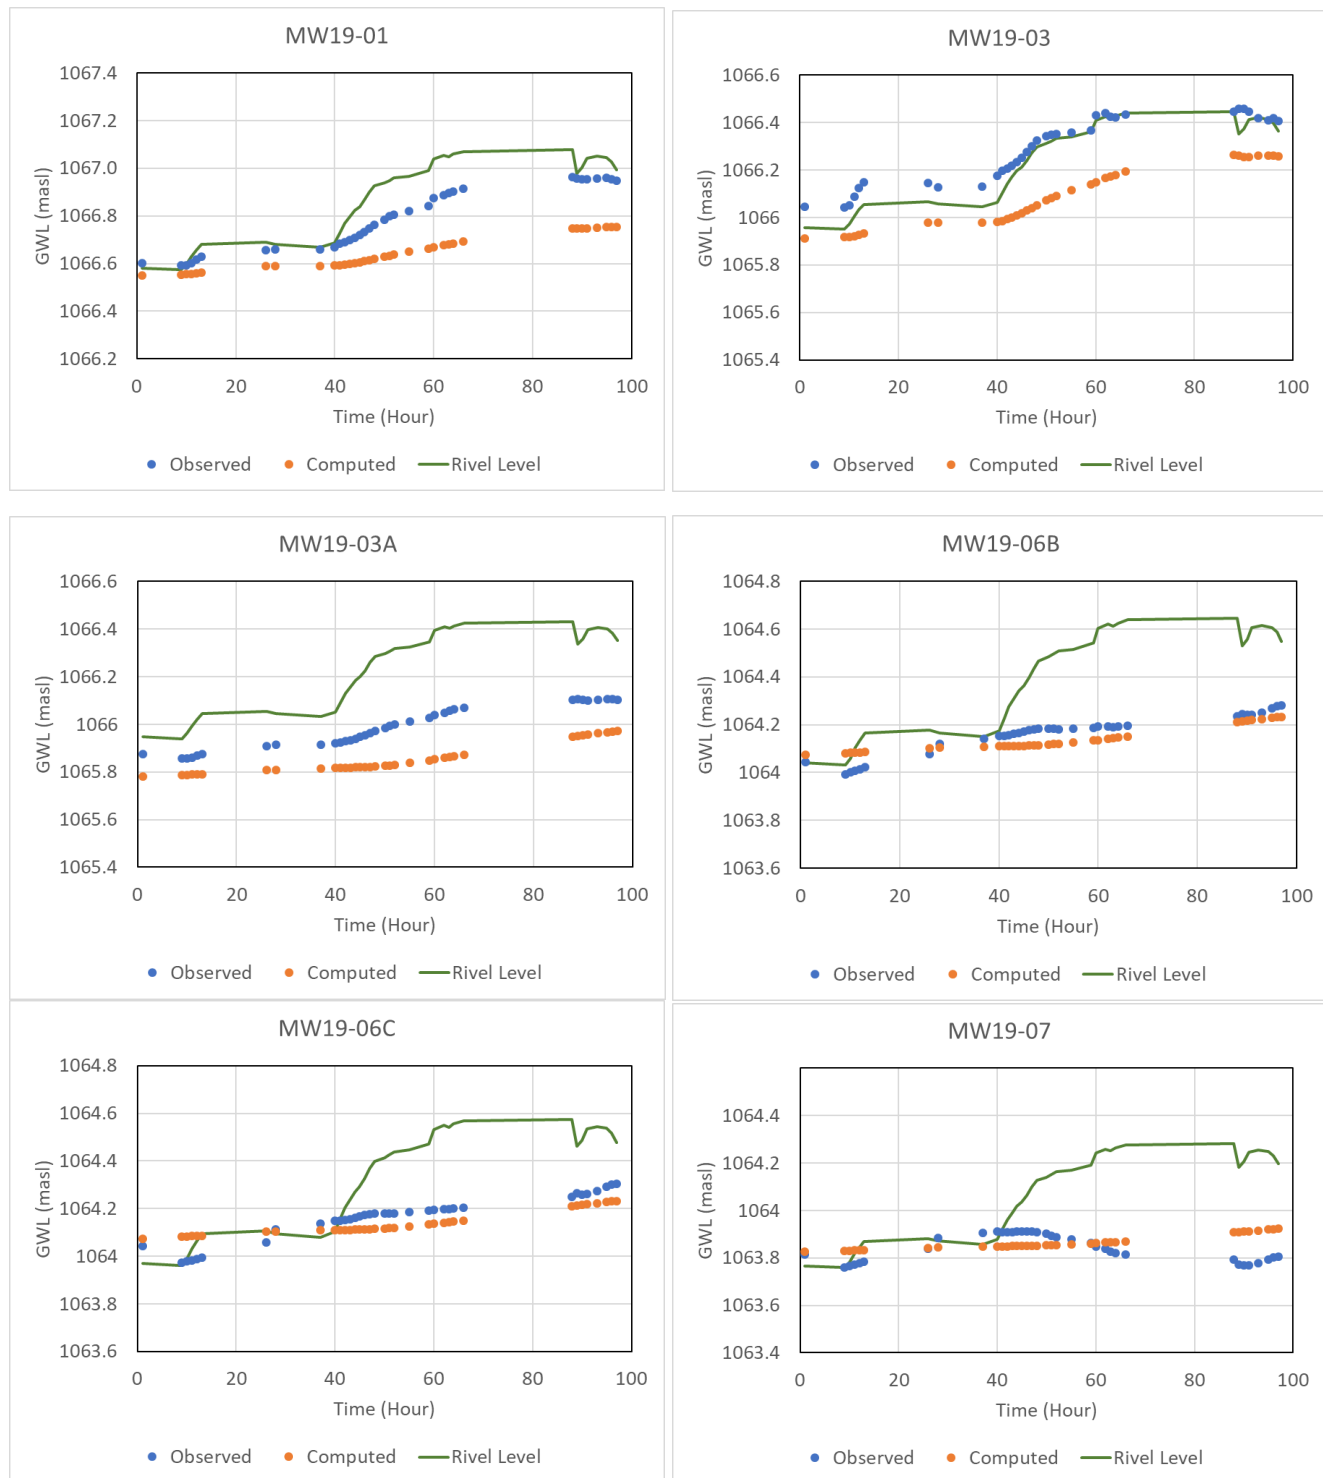 MW19-01
1067.4
1067.2
1067.0
1066.8
1066.6
1066.4
1066.2
GWL (masl)
0 20 40 60 80 100
Time (Hour)
Observed Computed Rivel Level
MW19-03
1066.6
1066.4
1066.2
1066
1065.8
1065.6
1065.4
GWL (masl)
0 20 40 60 80 100
Time (Hour)
Observed Computed Rivel Level
MW19-03A
1066.6
1066.4
1066.2
1066
1065.8
1065.6
1065.4
GWL (masl)
0 20 40 60 80 100
Time (Hour)
Observed Computed Rivel Level
MW19-06B
1064.8
1064.6
1064.4
1064.2
1064
1063.8
1063.6
GWL (masl)
0 20 40 60 80 100
Time (Hour)
Observed Computed Rivel Level
MW19-06C
1064.8
1064.6
1064.4
1064.2
1064
1063.8
1063.6
GWL (masl)
0 20 40 60 80 100
Time (Hour)
Observed Computed Rivel Level
MW19-07
1064.4
1064.2
1064
1063.8
1063.6
1063.4
GWL (masl)
0 20 40 60 80 100
Time (Hour)
Observed Computed Rivel Level